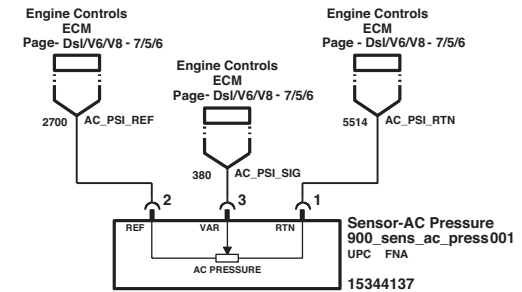 Engine Controls
ECM
Page- Dsl/V6/V8 - 7/5/6
Engine Controls
ECM
Page- Dsl/V6/V8 - 7/5/6
Engine Controls
ECM
Page- Dsl/V6/V8 - 7/5/6
2700 AC_PSI_REF
380 AC_PSI_SIG
5514 AC_PSI_RTN
2 3 1
REF VAR RTN
AC PRESSURE
Sensor-AC Pressure
900_sens_ac_press001
UPC FNA
15344137